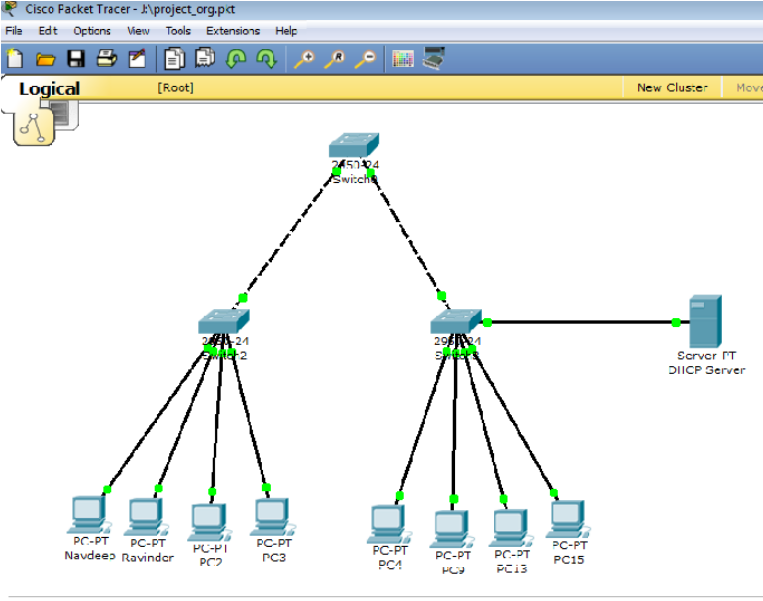 Cisco Packet Tracer - J:\project_org.pkt
File Edit Options View Tools Extensions Help
Logical [Root] New Cluster Move
2950-24
2950-24
Switch2
2950-24
Server-PT
DHCP Server
PC-PT
Navdeep
PC-PT
Ravinder
PC-PT
PC2
PC-PT
PC3
PC-PT
PC4
PC-PT
PC9
PC-PT
PC13
PC-PT
PC15